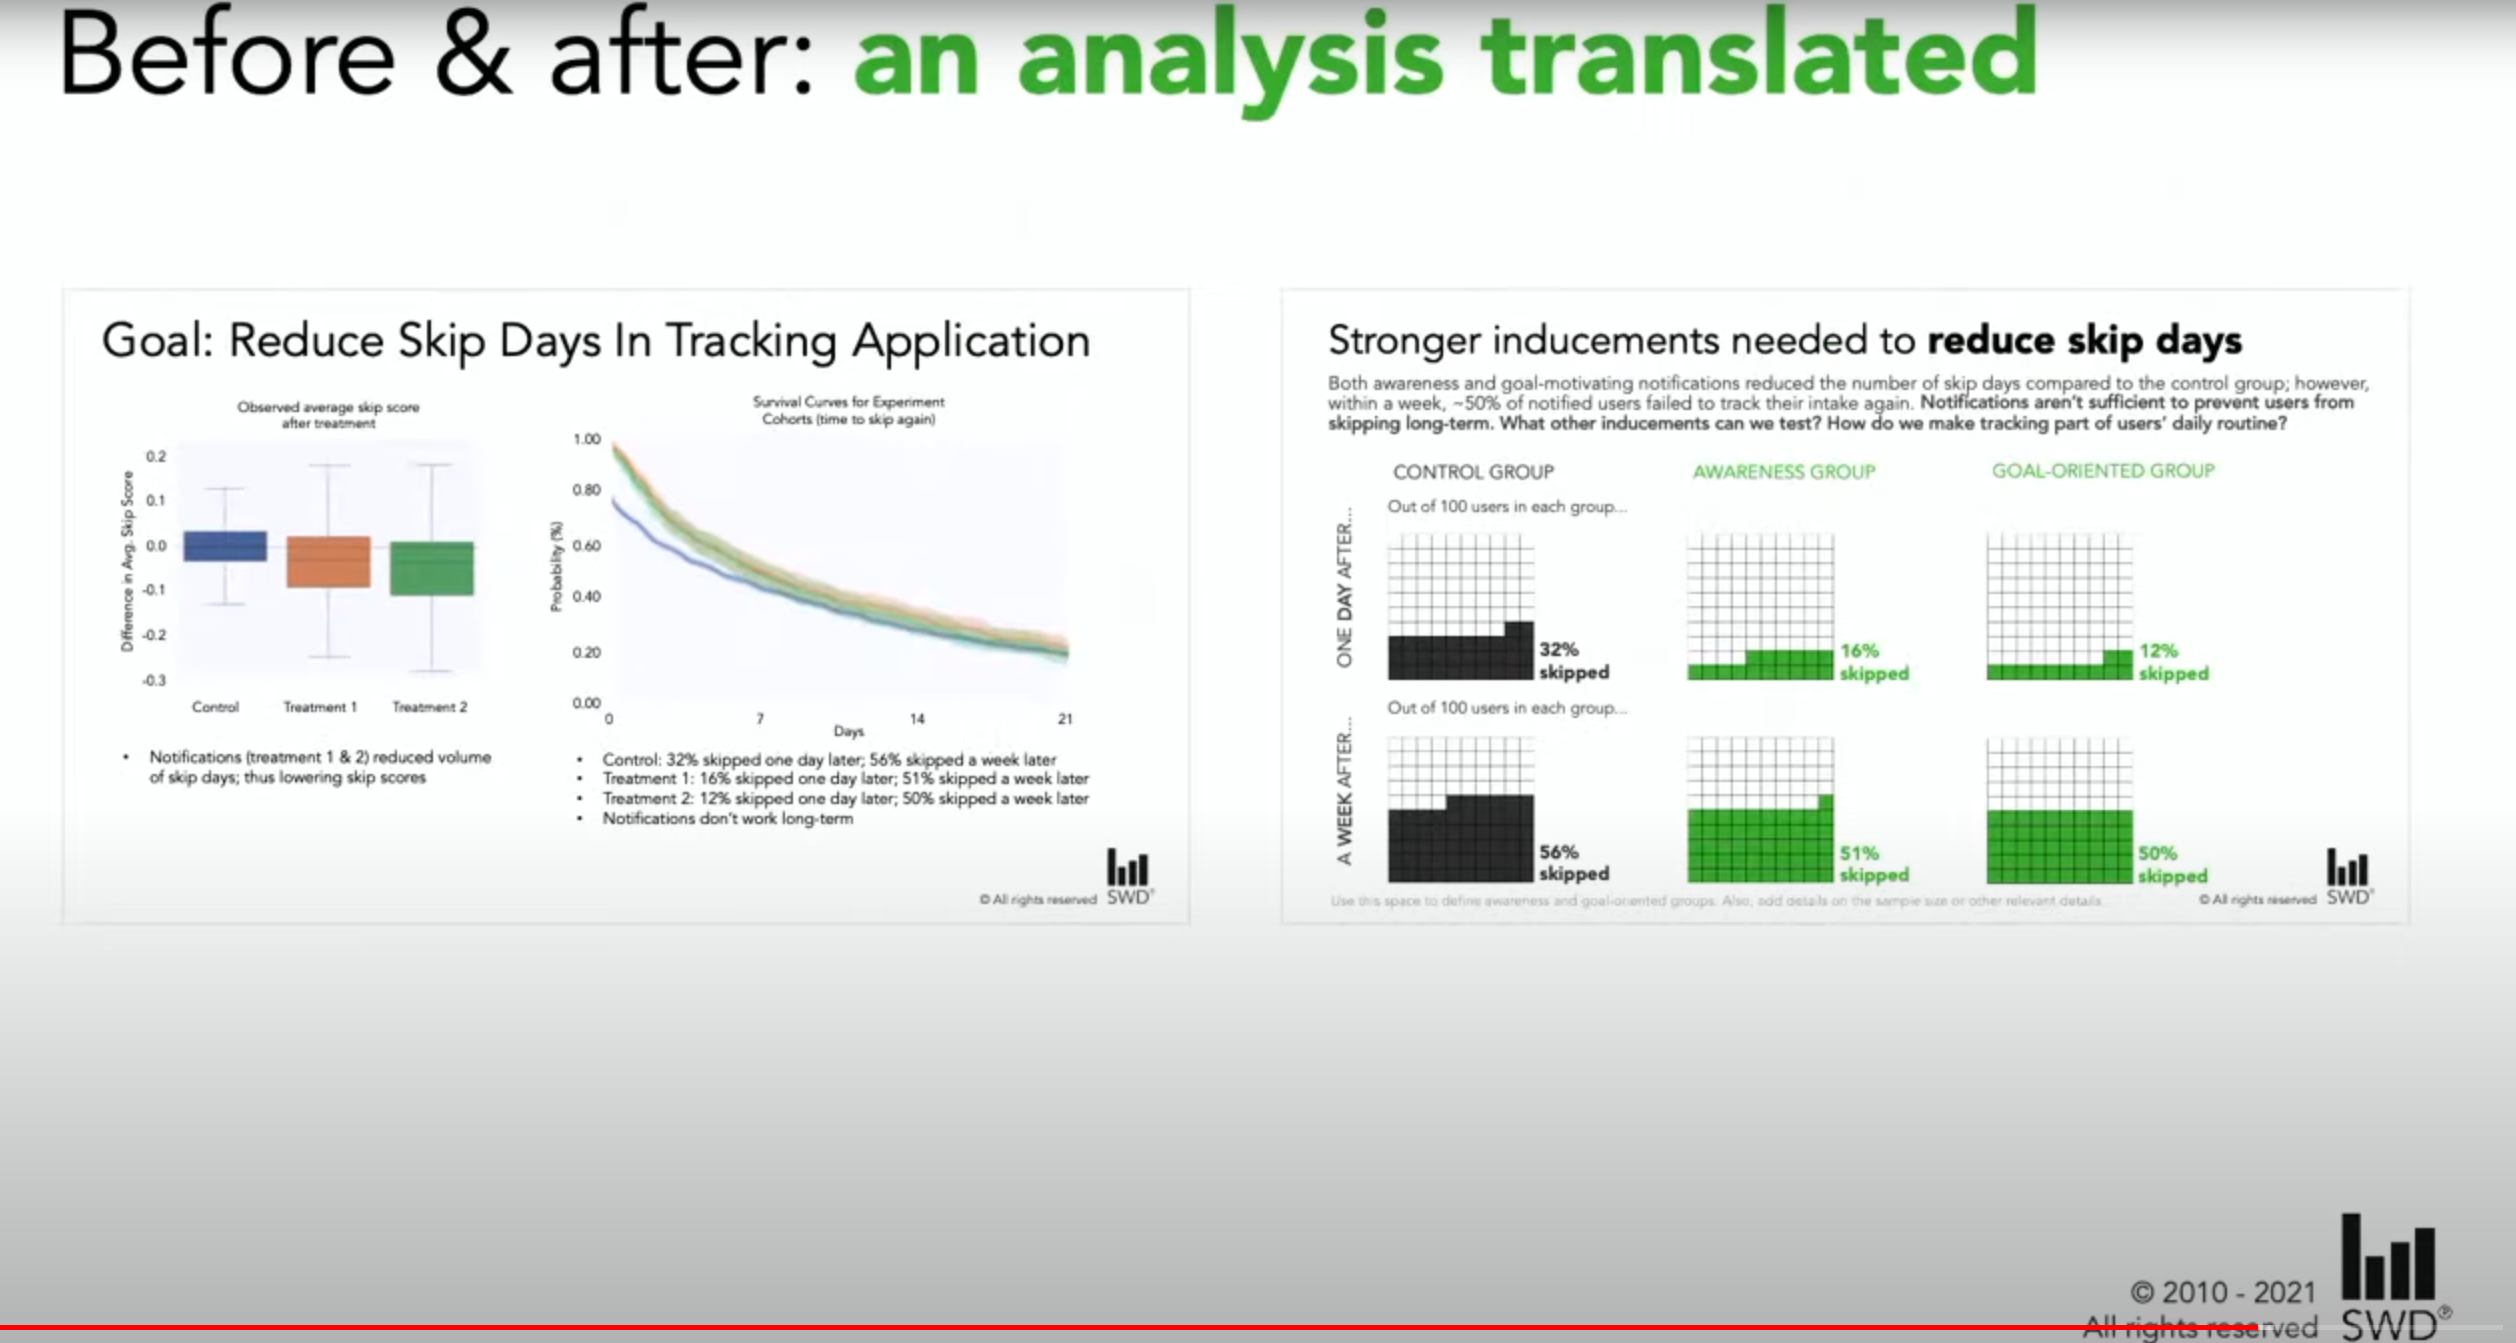 Before & after: an analysis translated
Goal: Reduce Skip Days In Tracking Application
Observed average skip score
after treatment
Difference in Avg. Skip Score
0.2
0.1
0.0
-0.1
-0.2
-0.3
Control
Treatment 1
Treatment 2
• Notifications (treatment 1 & 2) reduced volume
of skip days; thus lowering skip scores
Survival Curves for Experiment
Cohorts (time to skip again)
Probability (%)
1.00
0.80
0.60
0.40
0.20
0.00
0
7
14
21
Days
• Control: 32% skipped one day later; 56% skipped a week later
• Treatment 1: 16% skipped one day later; 51% skipped a week later
• Treatment 2: 12% skipped one day later; 50% skipped a week later
• Notifications don't work long-term
© All rights reserved
SWD®
Stronger inducements needed to reduce skip days
Both awareness and goal-motivating notifications reduced the number of skip days compared to the control group; however,
within a week, ~50% of notified users failed to track their intake again. Notifications aren't sufficient to prevent users from
skipping long-term. What other inducements can we test? How do we make tracking part of users' daily routine?
CONTROL GROUP
AWARENESS GROUP
GOAL-ORIENTED GROUP
ONE DAY AFTER...
Out of 100 users in each group...
32%
skipped
16%
skipped
12%
skipped
A WEEK AFTER...
Out of 100 users in each group...
56%
skipped
51%
skipped
50%
skipped
Use this space to define awareness and goal-oriented groups. Also, add details on the sample size or other relevant details.
© All rights reserved
SWD®
© 2010 - 2021
All rights reserved
SWD®